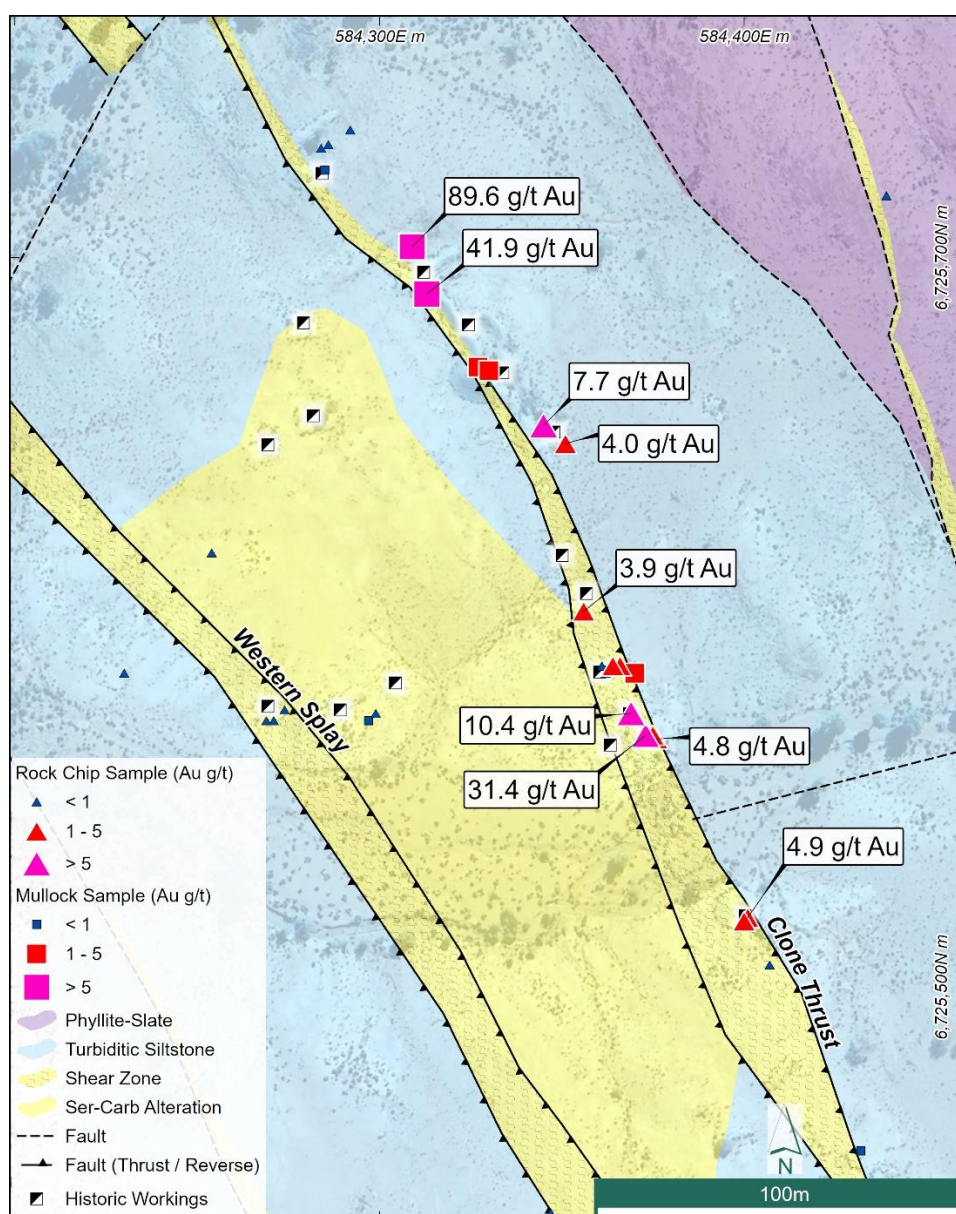 584,300E m
584,400E m
89.6 g/t Au
41.9 g/t Au
6,725,700N m
7.7 g/t Au
4.0 g/t Au
3.9 g/t Au
Western Splay
10.4 g/t Au
4.8 g/t Au
31.4 g/t Au
4.9 g/t Au
Clone Thrust
6,725,500N m
Rock Chip Sample (Au g/t)
< 1
1 - 5
> 5
Mullock Sample (Au g/t)
< 1
1 - 5
> 5
Phyllite-Slate
Turbiditic Siltstone
Shear Zone
Ser-Carb Alteration
Fault
Fault (Thrust / Reverse)
Historic Workings
N
100m